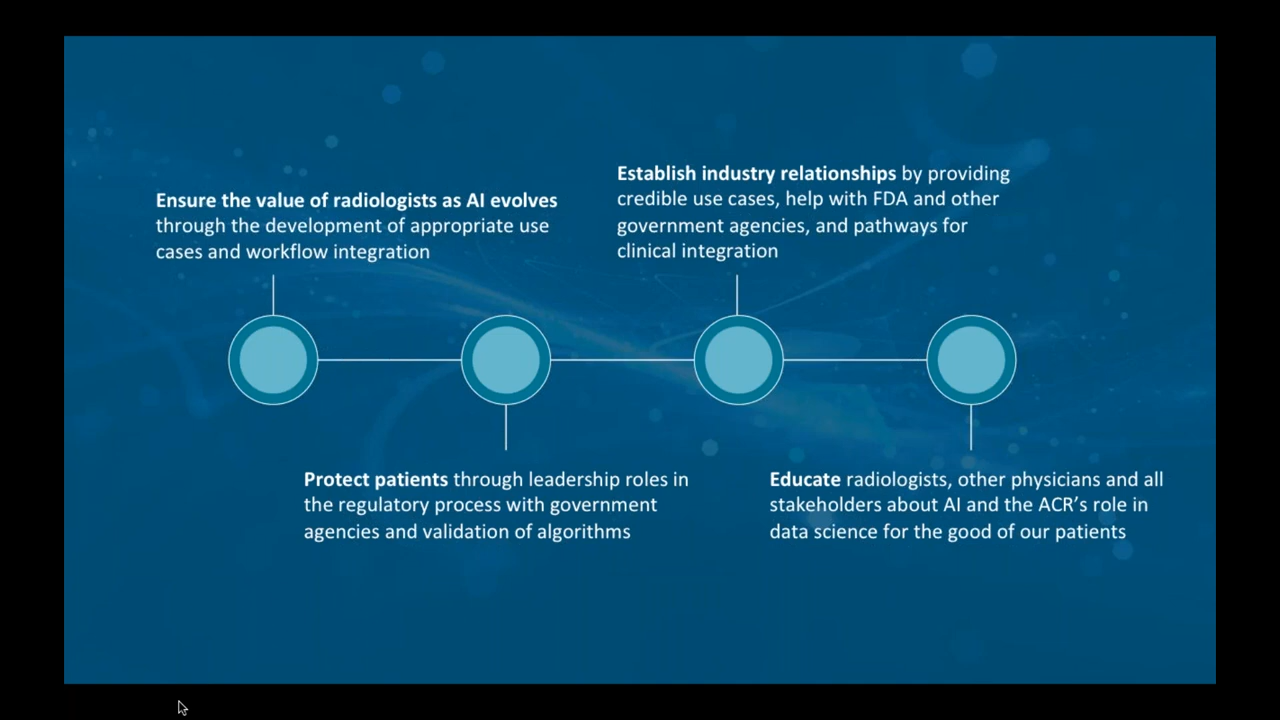 Ensure the value of radiologists as AI evolves
through the development of appropriate use
cases and workflow integration
Protect patients through leadership roles in
the regulatory process with government
agencies and validation of algorithms
Establish industry relationships by providing
credible use cases, help with FDA and other
government agencies, and pathways for
clinical integration
Educate radiologists, other physicians and all
stakeholders about AI and the ACR’s role in
data science for the good of our patients